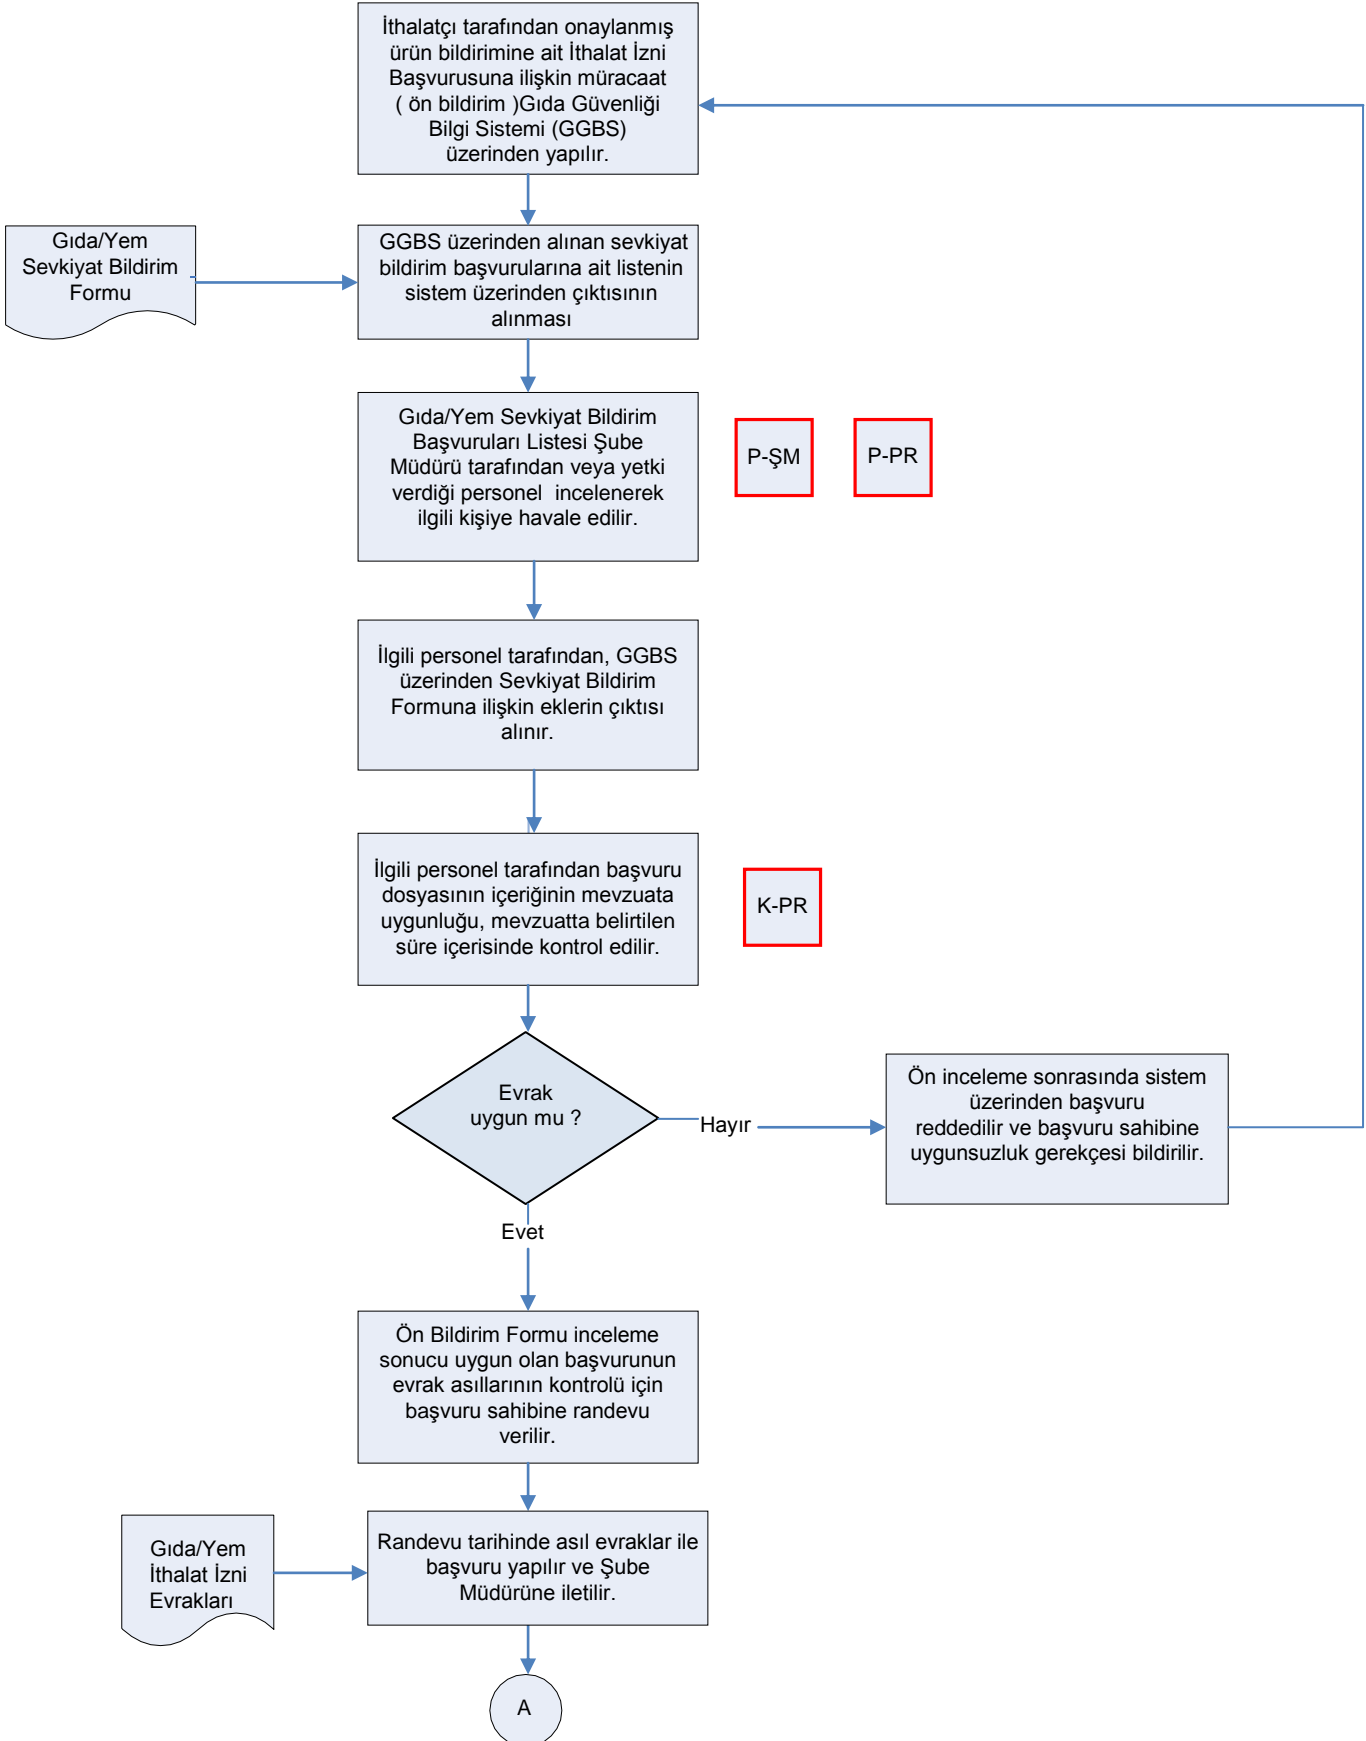 İthalatçı tarafından onaylanmış
ürün bildirimine ait İthalat İzni
Başvurusuna ilişkin müracaat
( ön bildirim )Gıda Güvenliği
Bilgi Sistemi (GGBS)
üzerinden yapılır.
Gıda/Yem
Sevkiyat Bildirim
Formu
GGBS üzerinden alınan sevkiyat
bildirim başvurularına ait listenin
sistem üzerinden çıktısının
alınması
Gıda/Yem Sevkiyat Bildirim
Başvuruları Listesi Şube
Müdürü tarafından veya yetki
verdiği personel  incelenerek
ilgili kişiye havale edilir.
P-ŞM
P-PR
İlgili personel tarafından, GGBS
üzerinden Sevkiyat Bildirim
Formuna ilişkin eklerin çıktısı
alınır.
İlgili personel tarafından başvuru
dosyasının içeriğinin mevzuata
uygunluğu, mevzuatta belirtilen
süre içerisinde kontrol edilir.
K-PR
Evrak
uygun mu ?
Hayır
Ön inceleme sonrasında sistem
üzerinden başvuru
reddedilir ve başvuru sahibine
uygunsuzluk gerekçesi bildirilir.
Evet
Ön Bildirim Formu inceleme
sonucu uygun olan başvurunun
evrak asıllarının kontrolü için
başvuru sahibine randevu
verilir.
Gıda/Yem
İthalat İzni
Evrakları
Randevu tarihinde asıl evraklar ile
başvuru yapılır ve Şube
Müdürüne iletilir.
A